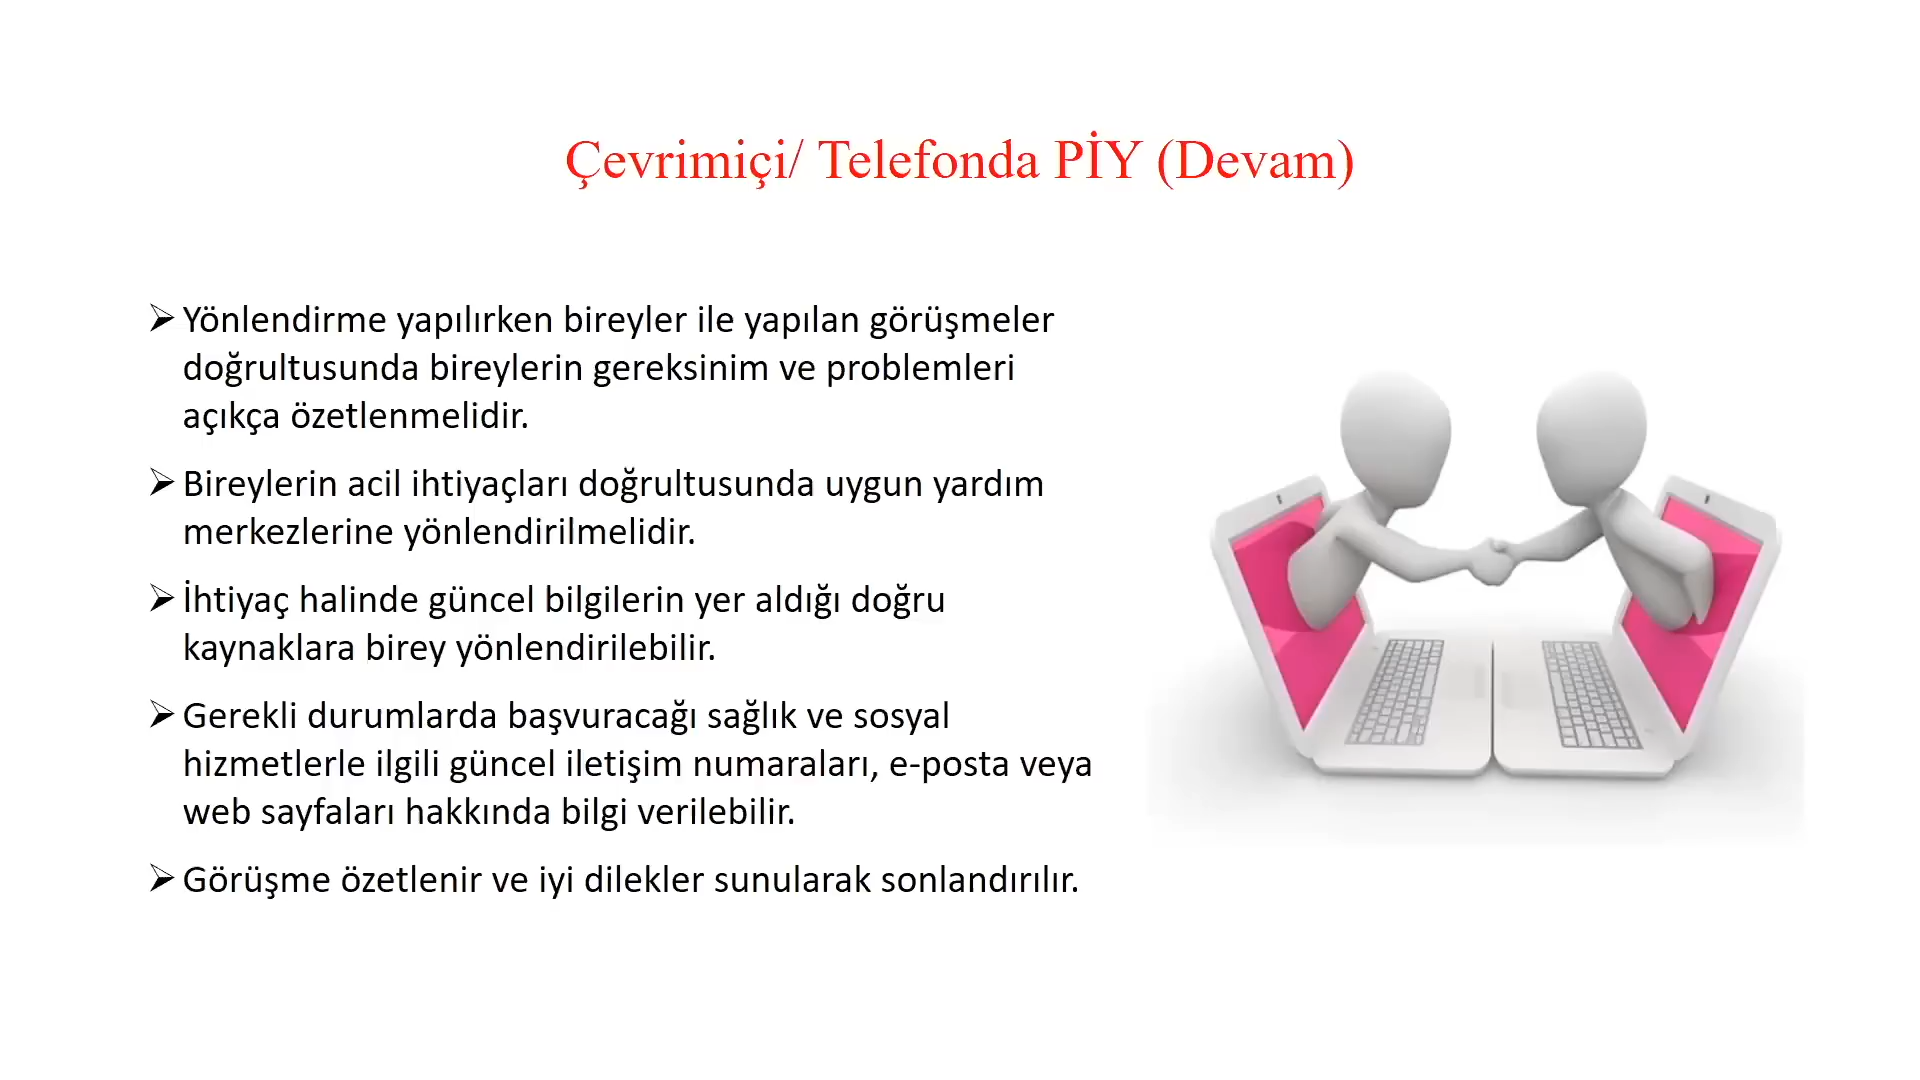 Çevrimiçi/ Telefonda PİY (Devam)
➢ Yönlendirme yapılırken bireyler ile yapılan görüşmeler
doğrultusunda bireylerin gereksinim ve problemleri
açıkça özetlenmelidir.
➢ Bireylerin acil ihtiyaçları doğrultusunda uygun yardım
merkezlerine yönlendirilmelidir.
➢ İhtiyaç halinde güncel bilgilerin yer aldığı doğru
kaynaklara birey yönlendirilebilir.
➢ Gerekli durumlarda başvuracağı sağlık ve sosyal
hizmetlerle ilgili güncel iletişim numaraları, e-posta veya
web sayfaları hakkında bilgi verilebilir.
➢ Görüşme özetlenir ve iyi dilekler sunularak sonlandırılır.